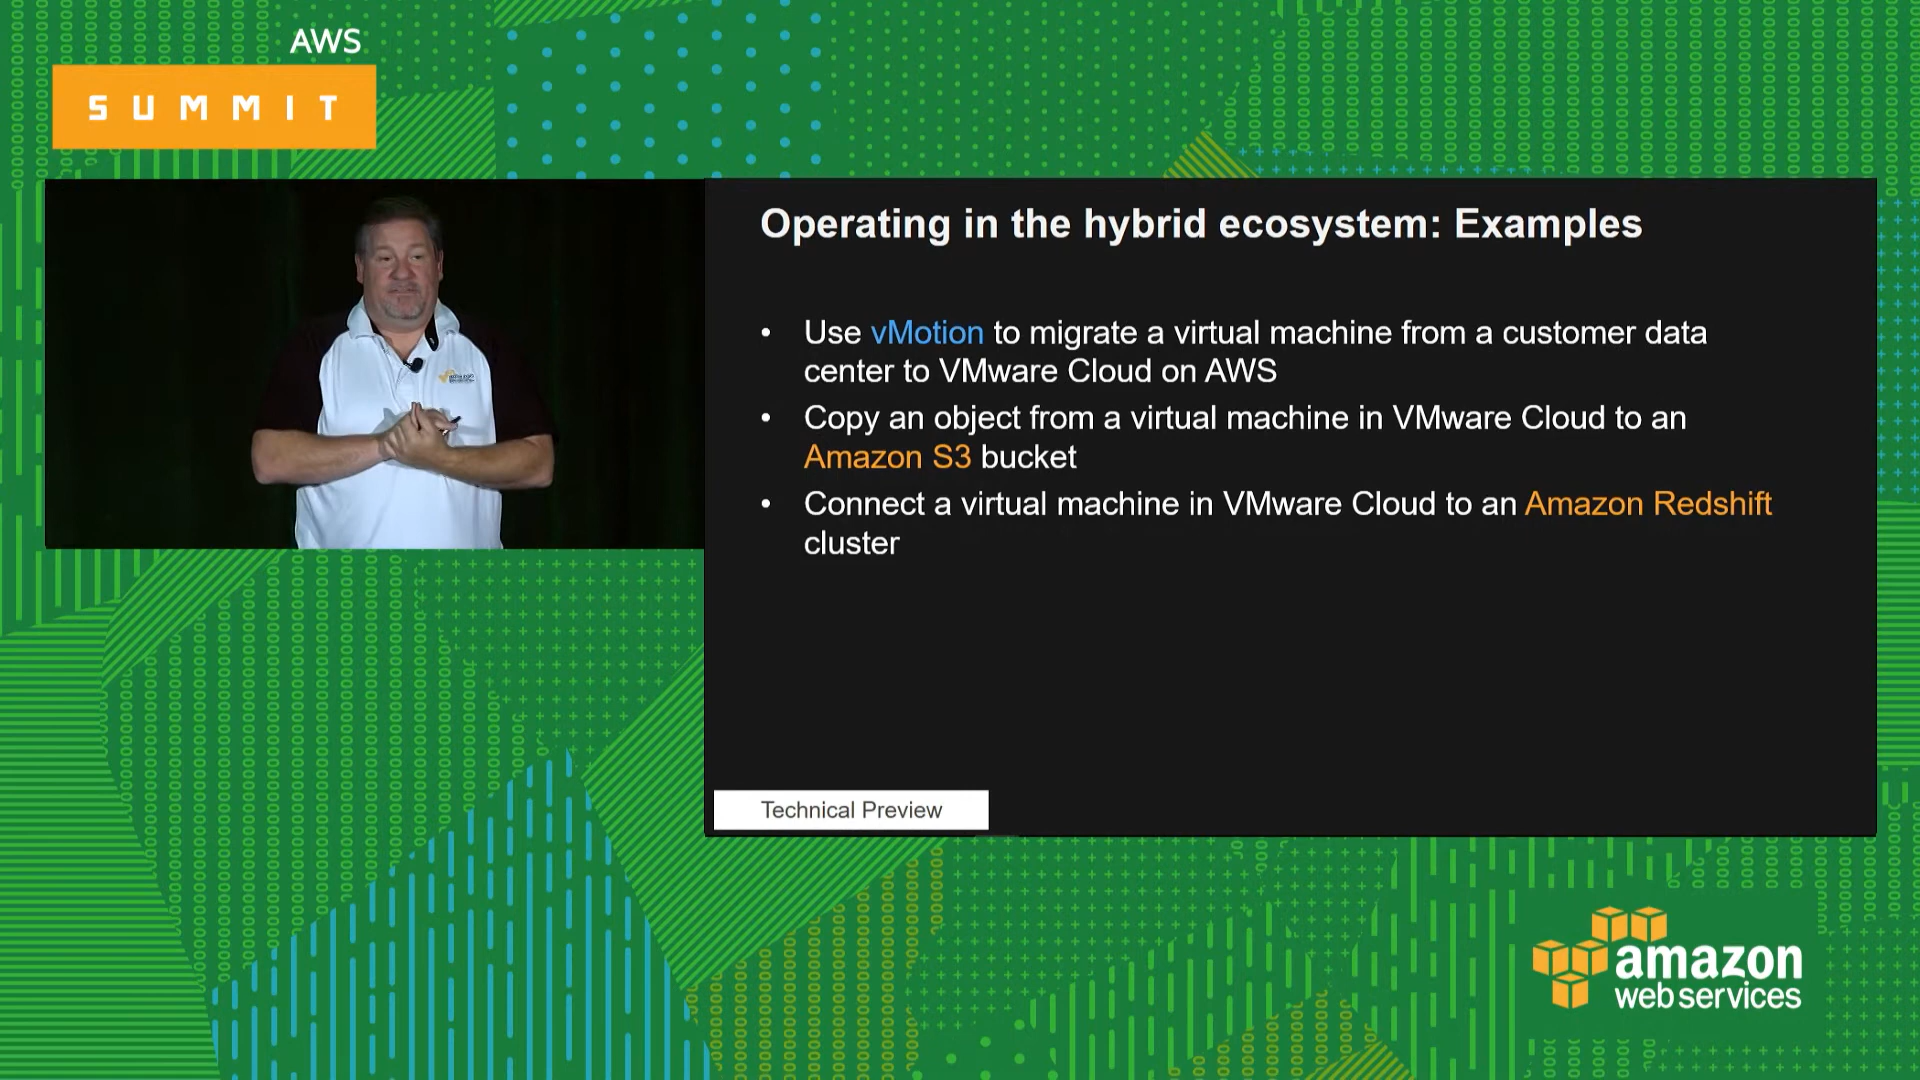 AWS
SUMMIT
Operating in the hybrid ecosystem: Examples
• Use vMotion to migrate a virtual machine from a customer data
center to VMware Cloud on AWS
• Copy an object from a virtual machine in VMware Cloud to an
Amazon S3 bucket
• Connect a virtual machine in VMware Cloud to an Amazon Redshift
cluster
Technical Preview
amazon
web services